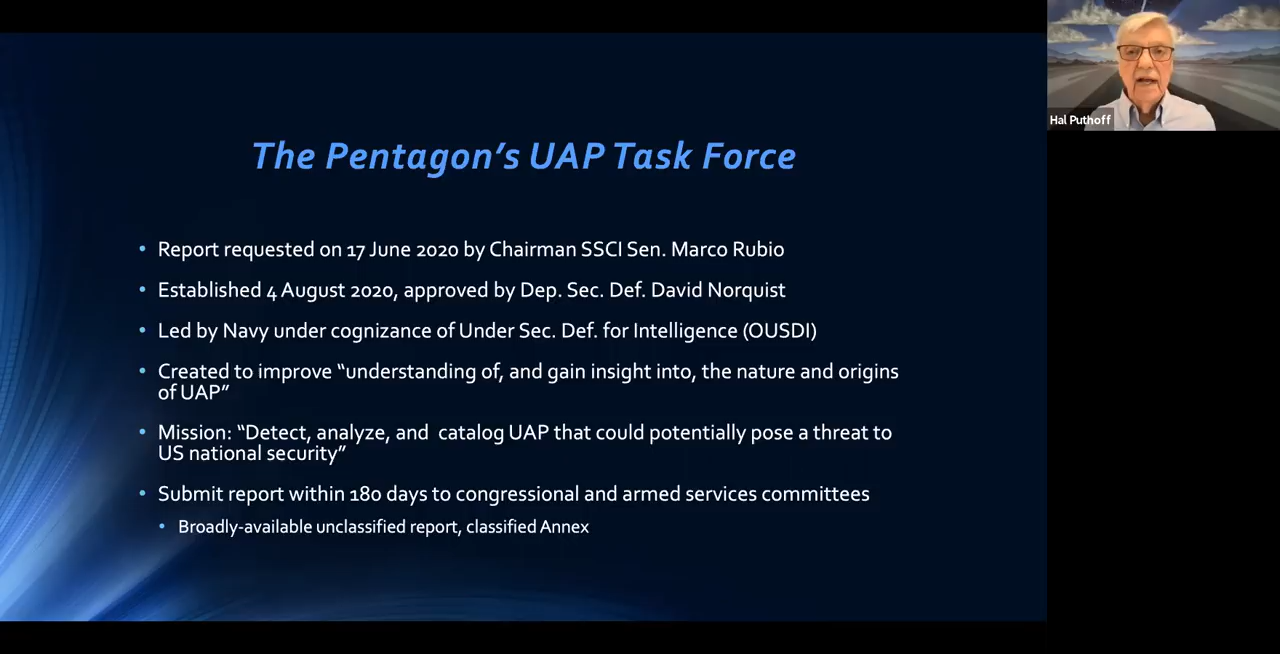 The Pentagon’s UAP Task Force
• Report requested on 17 June 2020 by Chairman SSCI Sen. Marco Rubio
• Established 4 August 2020, approved by Dep. Sec. Def. David Norquist
• Led by Navy under cognizance of Under Sec. Def. for Intelligence (OUSDI)
• Created to improve “understanding of, and gain insight into, the nature and origins
of UAP”
• Mission: “Detect, analyze, and  catalog UAP that could potentially pose a threat to
US national security”
• Submit report within 180 days to congressional and armed services committees
• Broadly-available unclassified report, classified Annex
Hal Puthoff